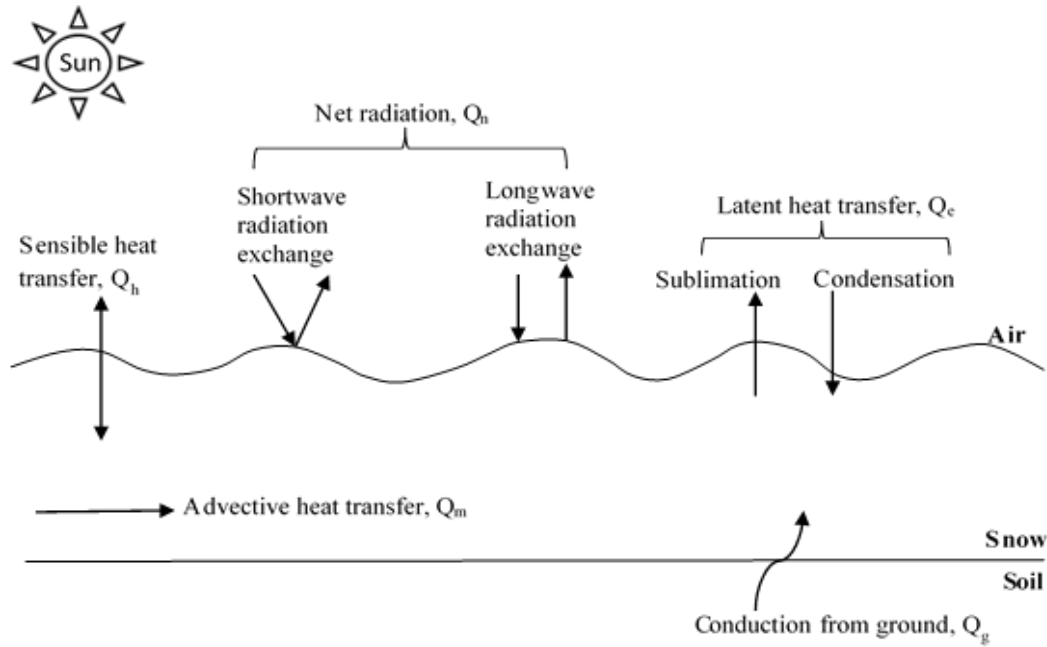 Sun
Net radiation, Qn
Shortwave
radiation
exchange
Longwave
radiation
exchange
Latent heat transfer, Qe
Sensible heat
transfer, Qh
Sublimation
Condensation
Air
Advective heat transfer, Qm
Snow
Soil
Conduction from ground, Qg